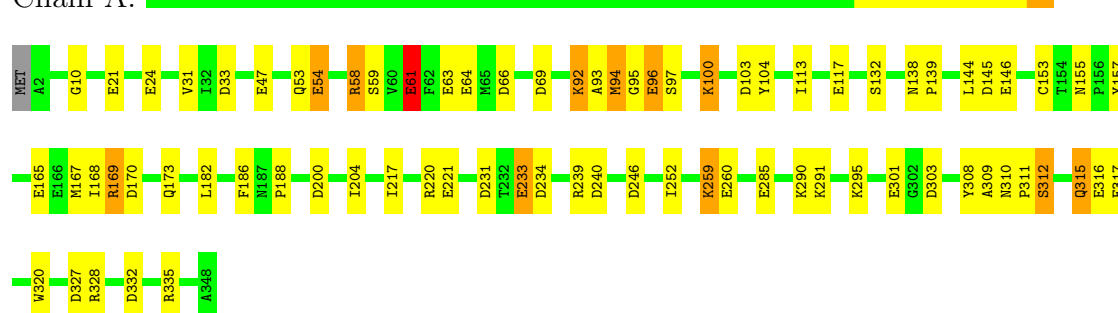 Chain A:
MET A2 G10 E21 E24 V31 I32 D33 E47 Q53 E54 R58 S59 V60 E61 F62 E63 E64 M65 D66 D69 K92 A93 M94 G95 E96 S97 K100 D103 Y104 I113 E117 S132 N138 P139 L144 D145 E146 C153 T154 N155 P156 Y157
E165 E166 M167 I168 R169 D170 Q173 L182 F186 N187 P188 D200 I204 I217 R220 E221 D231 T232 E233 D234 R239 D240 D246 I252 K259 E260 E285 K290 K291 K295 E301 Q302 D303 Y308 A309 N310 P311 S312 Q315 E316
W320 D327 R328 D332 R335 A348